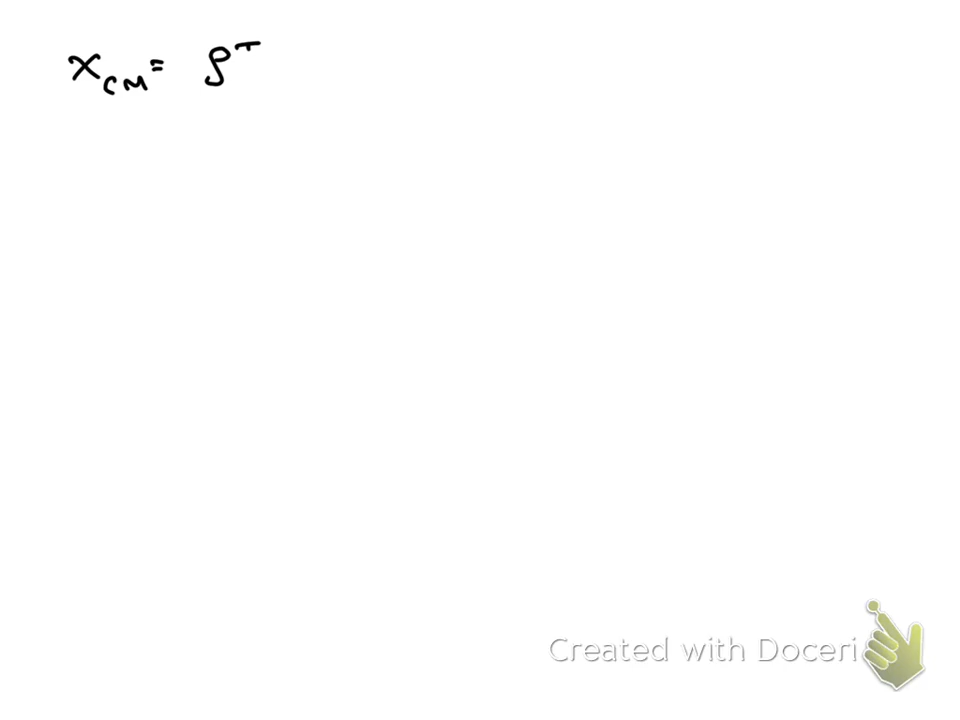 x_CM = ρ^T
Created with Doceri